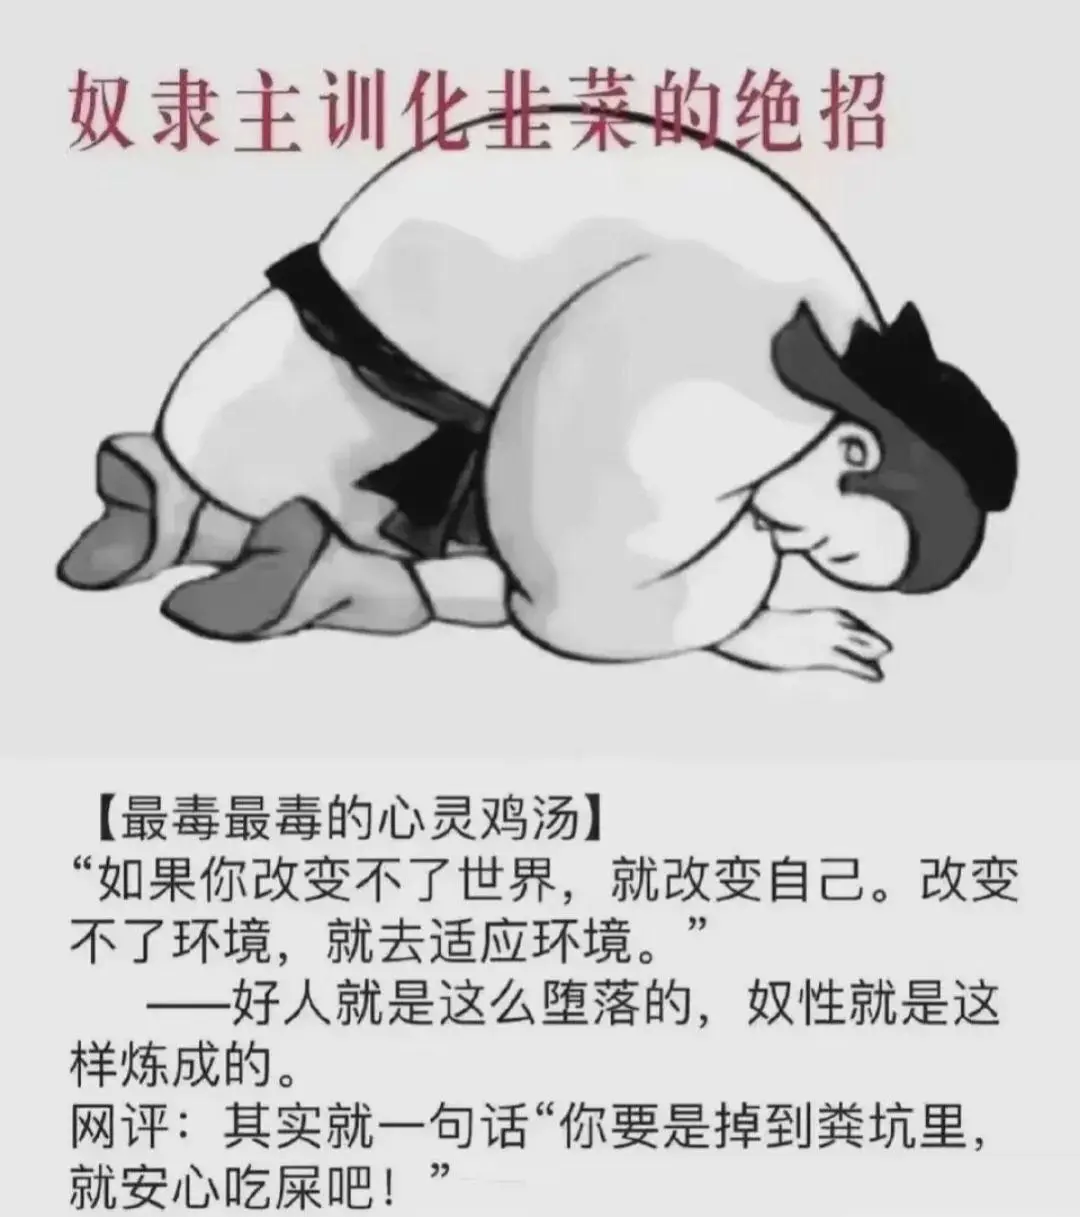 奴隶主训化韭菜的绝招
【最毒最毒的心灵鸡汤】
“如果你改变不了世界，就改变自己。改变
不了环境，就去适应环境。”
——好人就是这么堕落的，奴性就是这
样炼成的。
网评：其实就一句话“你要是掉到粪坑里，
就安心吃屎吧！”